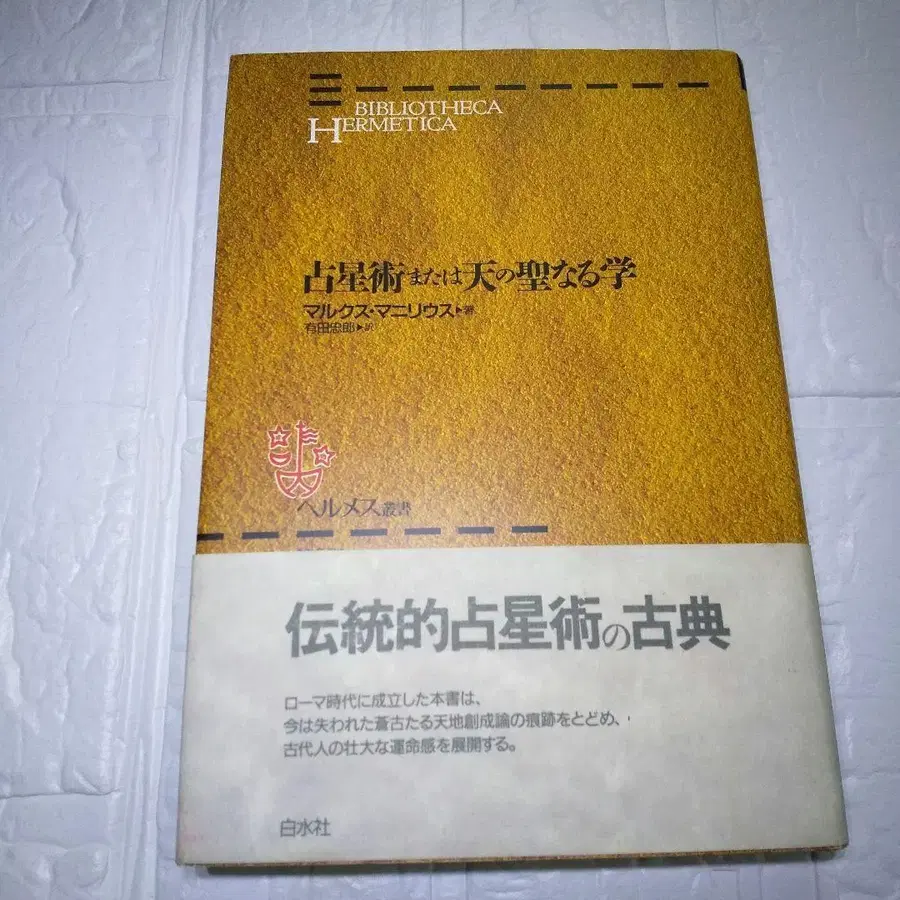 BIBLIOTHECA
HERMETICA
占星術または天の聖なる学
マルクス・マニリウス▶著
有田忠郎▶訳
ヘルメス叢書
伝統的占星術の古典
ローマ時代に成立した本書は、
今は失われた蒼古たる天地創成論の痕跡をとどめ、
古代人の壮大な運命感を展開する。
白水社